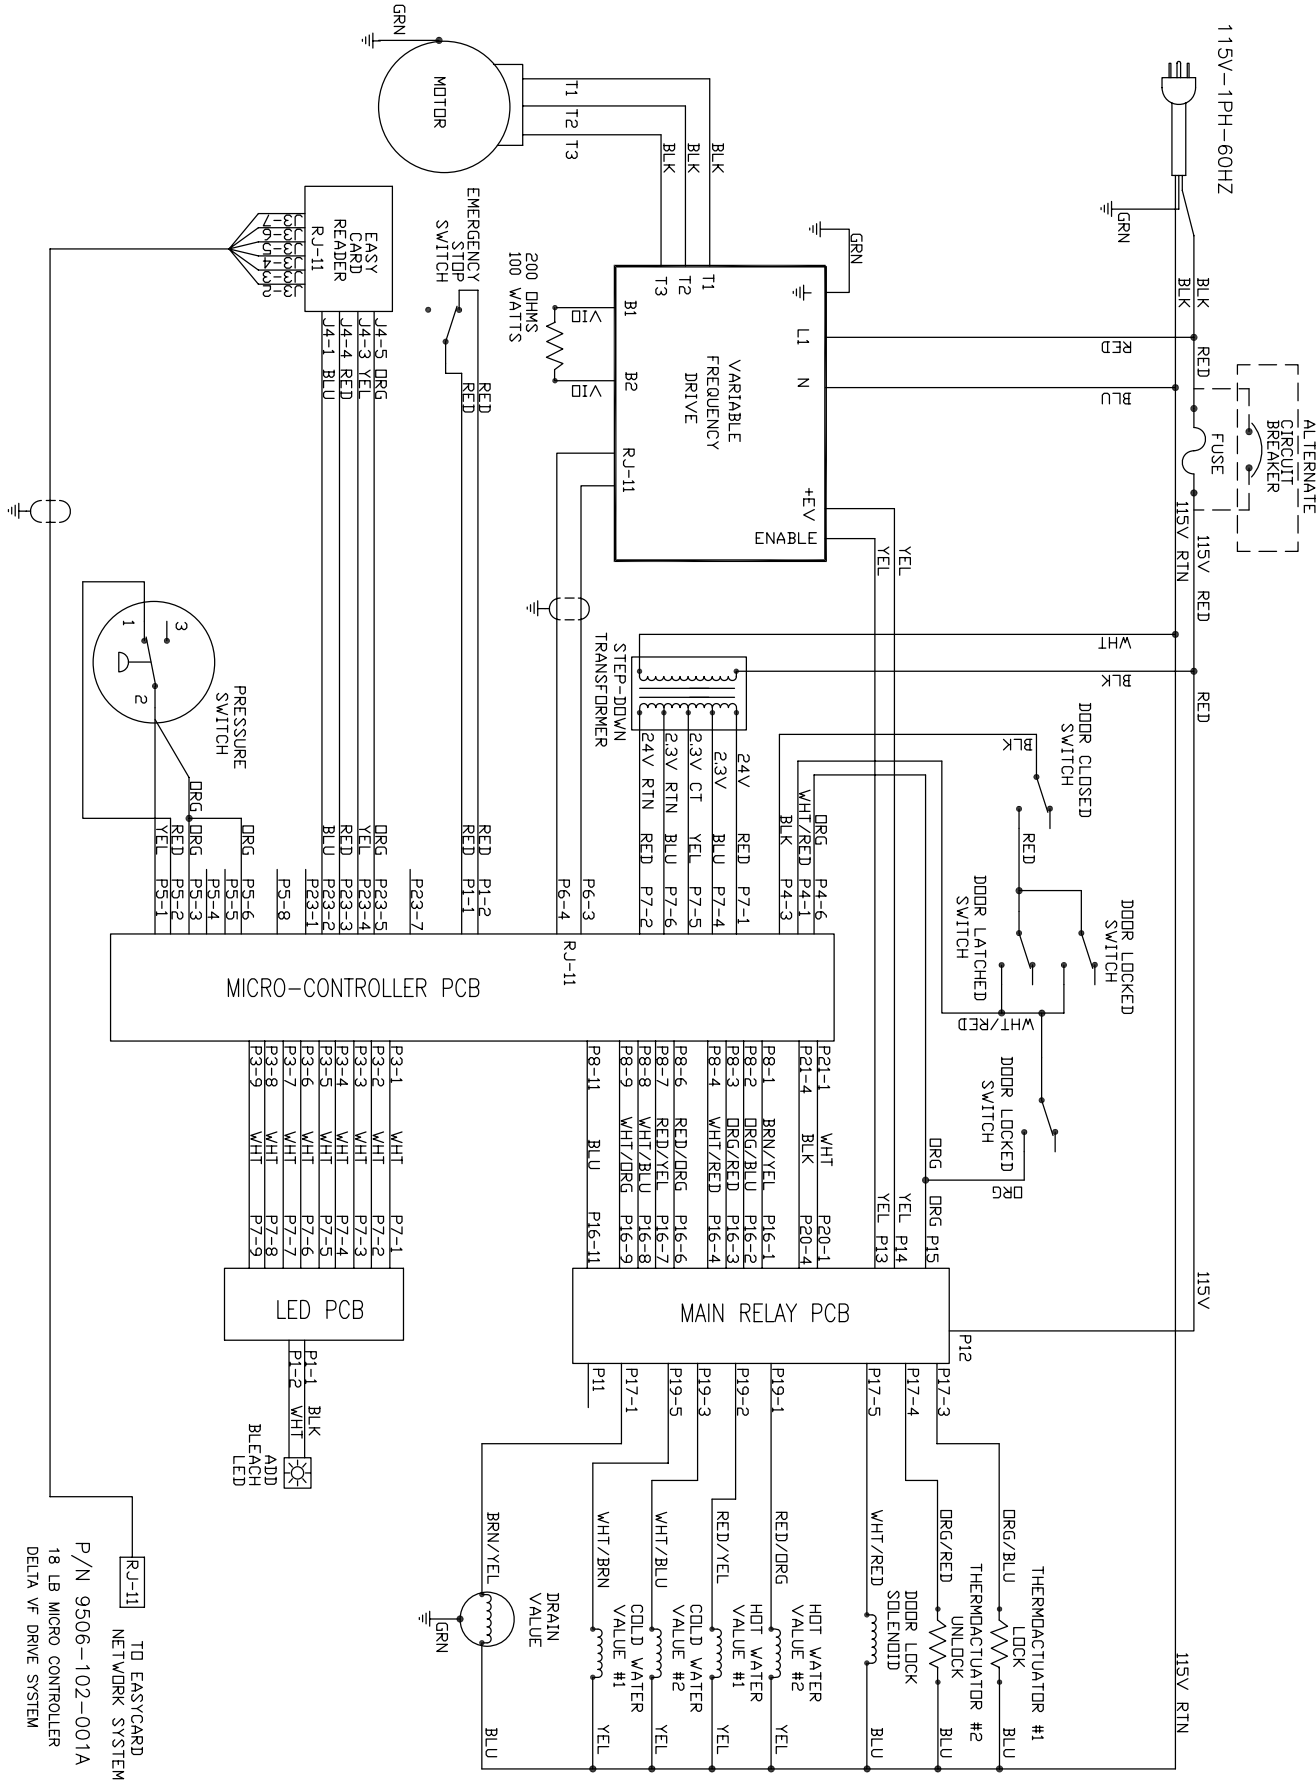 115V-1PH-60HZ
GRN
BLK
BLK
RED
RED
BLU
ALTERNATE
CIRCUIT
BREAKER
FUSE
115V RTN
115V
RED
WHT
BLK
RED
115V
115V RTN
GRN
MOTOR
T1
T2
T3
BLK
BLK
BLK
GRN
L1
N
+EV
ENABLE
T1
T2
T3
VARIABLE
FREQUENCY
DRIVE
B1
B2
RJ-11
VIO
VIO
200 OHMS
100 WATTS
YEL
YEL
EMERGENCY
STOP
SWITCH
RED
RED
EASY
CARD
READER
RJ-11
J3-7
J3-6
J3-5
J3-4
J3-3
J3-2
J4-5 ORG
J4-3 YEL
J4-4 RED
J4-1 BLU
STEP-DOWN
TRANSFORMER
24V
2.3V
2.3V CT
2.3V RTN
24V RTN
RED
BLU
YEL
BLU
RED
P7-1
P7-4
P7-5
P7-6
P7-2
DOOR CLOSED
SWITCH
BLK
RED
DOOR LOCKED
SWITCH
DOOR LATCHED
SWITCH
WHT/RED
DOOR LOCKED
SWITCH
ORG
ORG
ORG P15
YEL P14
YEL P13
ORG
WHT/RED
BLK
P4-6
P4-1
P4-3
PRESSURE
SWITCH
1
2
3
ORG
ORG
ORG
RED
YEL
P5-6
P5-5
P5-4
P5-3
P5-2
P5-1
P5-8
ORG
YEL
RED
BLU
P23-7
P23-5
P23-4
P23-3
P23-2
P23-1
RED
RED
P1-2
P1-1
P6-3
P6-4
RJ-11
MICRO-CONTROLLER PCB
P21-1 WHT P20-1
P21-4 BLK P20-4
P8-1 BRN/YEL P16-1
P8-2 ORG/BLU P16-2
P8-3 ORG/RED P16-3
P8-4 WHT/RED P16-4
P8-6 RED/ORG P16-6
P8-7 RED/YEL P16-7
P8-8 WHT/BLU P16-8
P8-9 WHT/ORG P16-9
P8-11 BLU P16-11
P3-1 WHT P7-1
P3-2 WHT P7-2
P3-3 WHT P7-3
P3-4 WHT P7-4
P3-5 WHT P7-5
P3-6 WHT P7-6
P3-7 WHT P7-7
P3-8 WHT P7-8
P3-9 WHT P7-9
MAIN RELAY PCB
P12
LED PCB
P1-1 BLK
P1-2 WHT
ADD
BLEACH
LED
P17-3
P17-4
P17-5
P19-1
P19-2
P19-3
P19-5
P17-1
P11
ORG/BLU
THERMOACTUATOR #1
LOCK
BLU
ORG/RED
THERMOACTUATOR #2
UNLOCK
BLU
WHT/RED
DOOR LOCK
SOLENOID
BLU
RED/ORG
HOT WATER
VALUE #2
YEL
RED/YEL
HOT WATER
VALUE #1
YEL
WHT/BLU
COLD WATER
VALUE #2
YEL
WHT/BRN
COLD WATER
VALUE #1
YEL
BRN/YEL
DRAIN
VALUE
GRN
BLU
RJ-11
TO EASYCARD
NETWORK SYSTEM
P/N 9506-102-001A
18 LB MICRO CONTROLLER
DELTA VF DRIVE SYSTEM